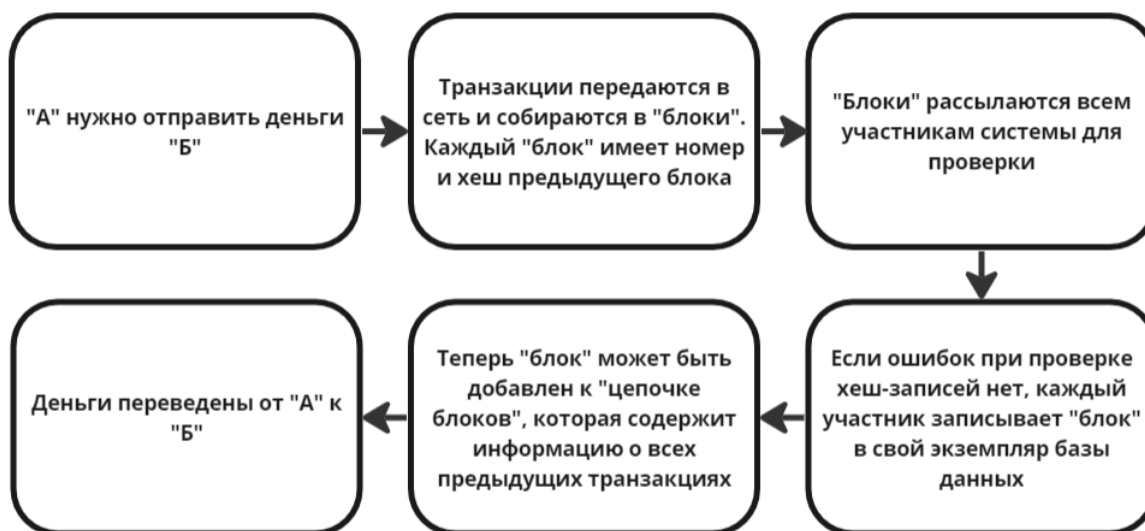 "А" нужно отправить деньги
"Б"
Транзакции передаются в
сеть и собираются в "блоки".
Каждый "блок" имеет номер
и хеш предыдущего блока
"Блоки" рассылаются всем
участникам системы для
проверки
Если ошибок при проверке
хеш-записей нет, каждый
участник записывает "блок"
в свой экземпляр базы
данных
Теперь "блок" может быть
добавлен к "цепочке
блоков", которая содержит
информацию о всех
предыдущих транзакциях
Деньги переведены от "А" к
"Б"